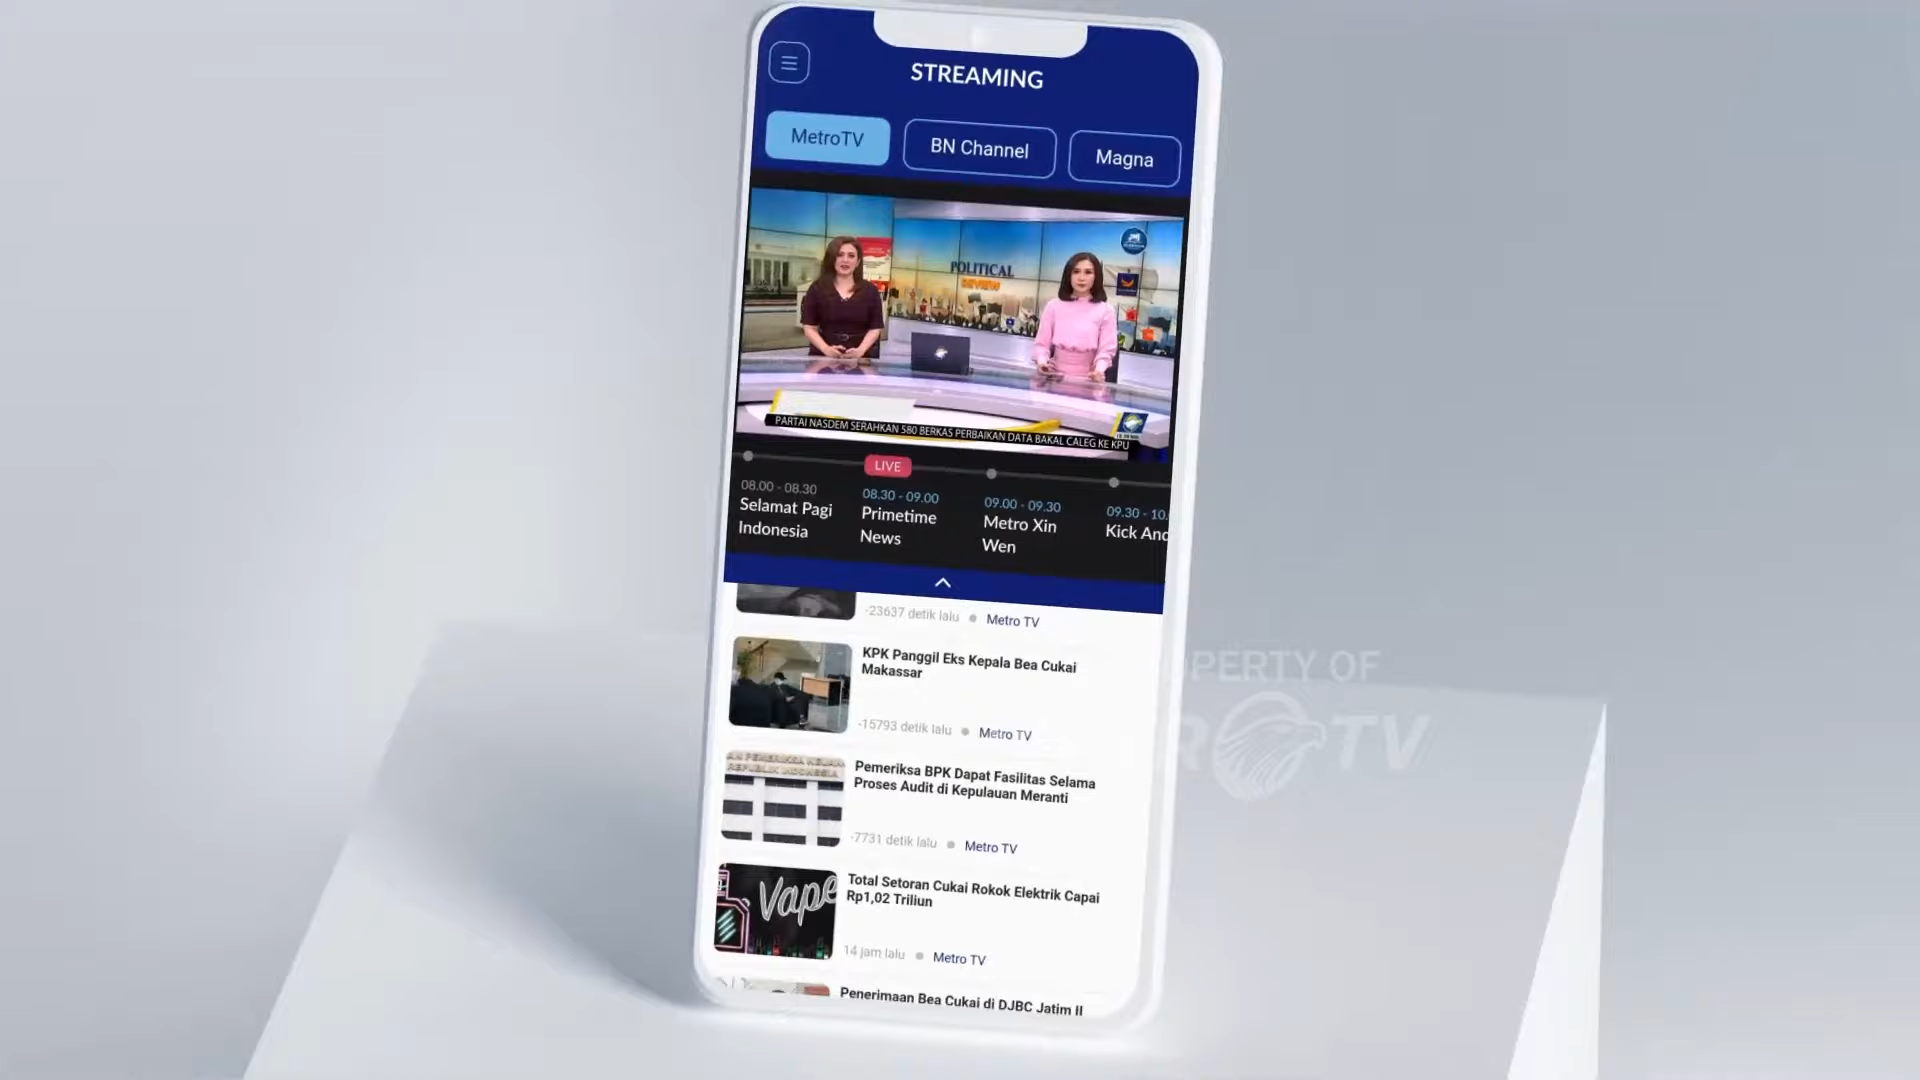 STREAMING
MetroTV
BN Channel
Magna
POLITICAL
REVIEW
PARTAI NASDEM SERAHKAN 580 BERKAS PERBAIKAN DATA BAKAL CALEG KE KPU
LIVE
08.00 - 08.30
Selamat Pagi
Indonesia
08.30 - 09.00
Primetime
News
09.00 - 09.30
Metro Xin
Wen
09.30 - 10.
Kick And
-23637 detik lalu
Metro TV
KPK Panggil Eks Kepala Bea Cukai
Makassar
-15793 detik lalu
Metro TV
REPUBLIK INDONESIA
Pemeriksa BPK Dapat Fasilitas Selama
Proses Audit di Kepulauan Meranti
-7731 detik lalu
Metro TV
Vape
Total Setoran Cukai Rokok Elektrik Capai
Rp1,02 Triliun
14 jam lalu
Metro TV
Penerimaan Bea Cukai di DJBC Jatim II
OPERTY OF
R TV